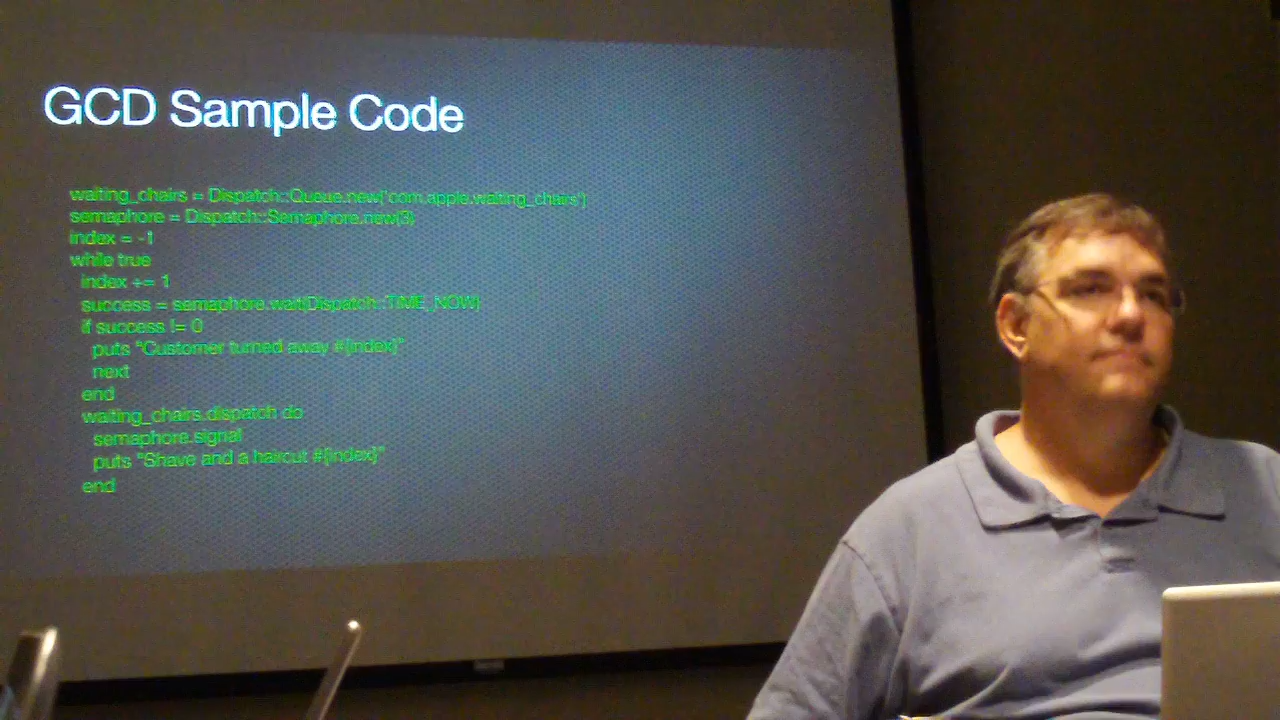 GCD Sample Code
waiting_chairs = Dispatch::Queue.new('com.apple.waiting_chairs')
semaphore = Dispatch::Semaphore.new(3)
index = -1
while true
index += 1
success = semaphore.wait(Dispatch::TIME_NOW)
if success != 0
puts "Customer turned away #{index}"
next
end
waiting_chairs.dispatch do
semaphore.signal
puts "Shave and a haircut #{index}"
end